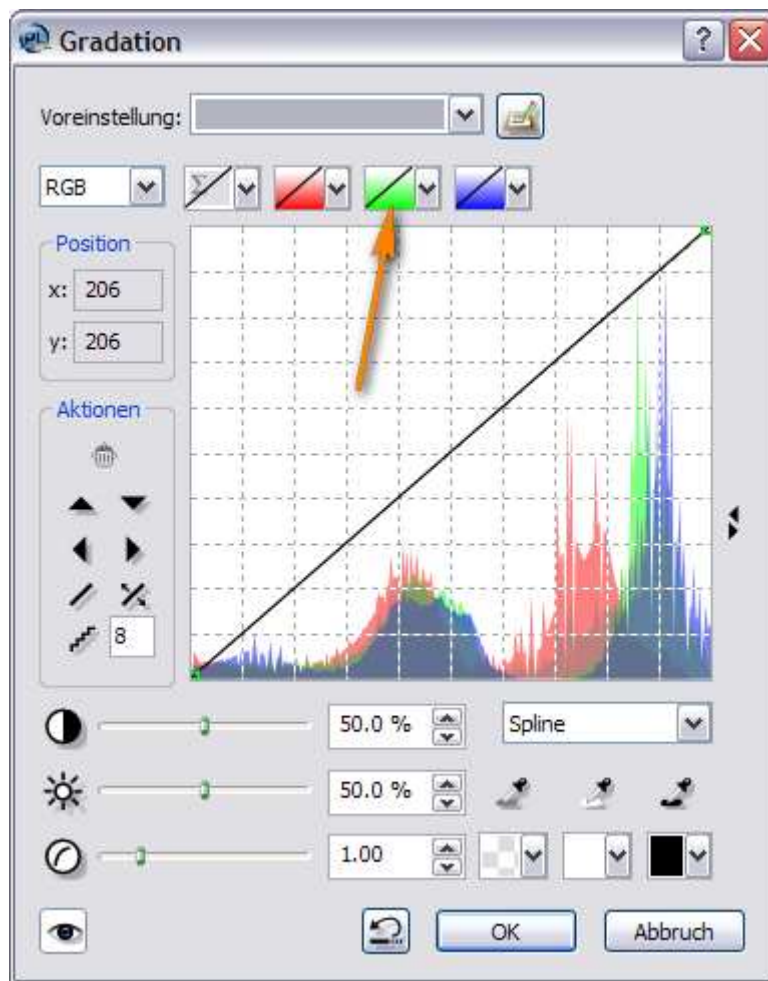 Gradation
Voreinstellung:
RGB
Position
x: 206
y: 206
Aktionen
8
50.0 %
Spline
50.0 %
1.00
OK
Abbruch